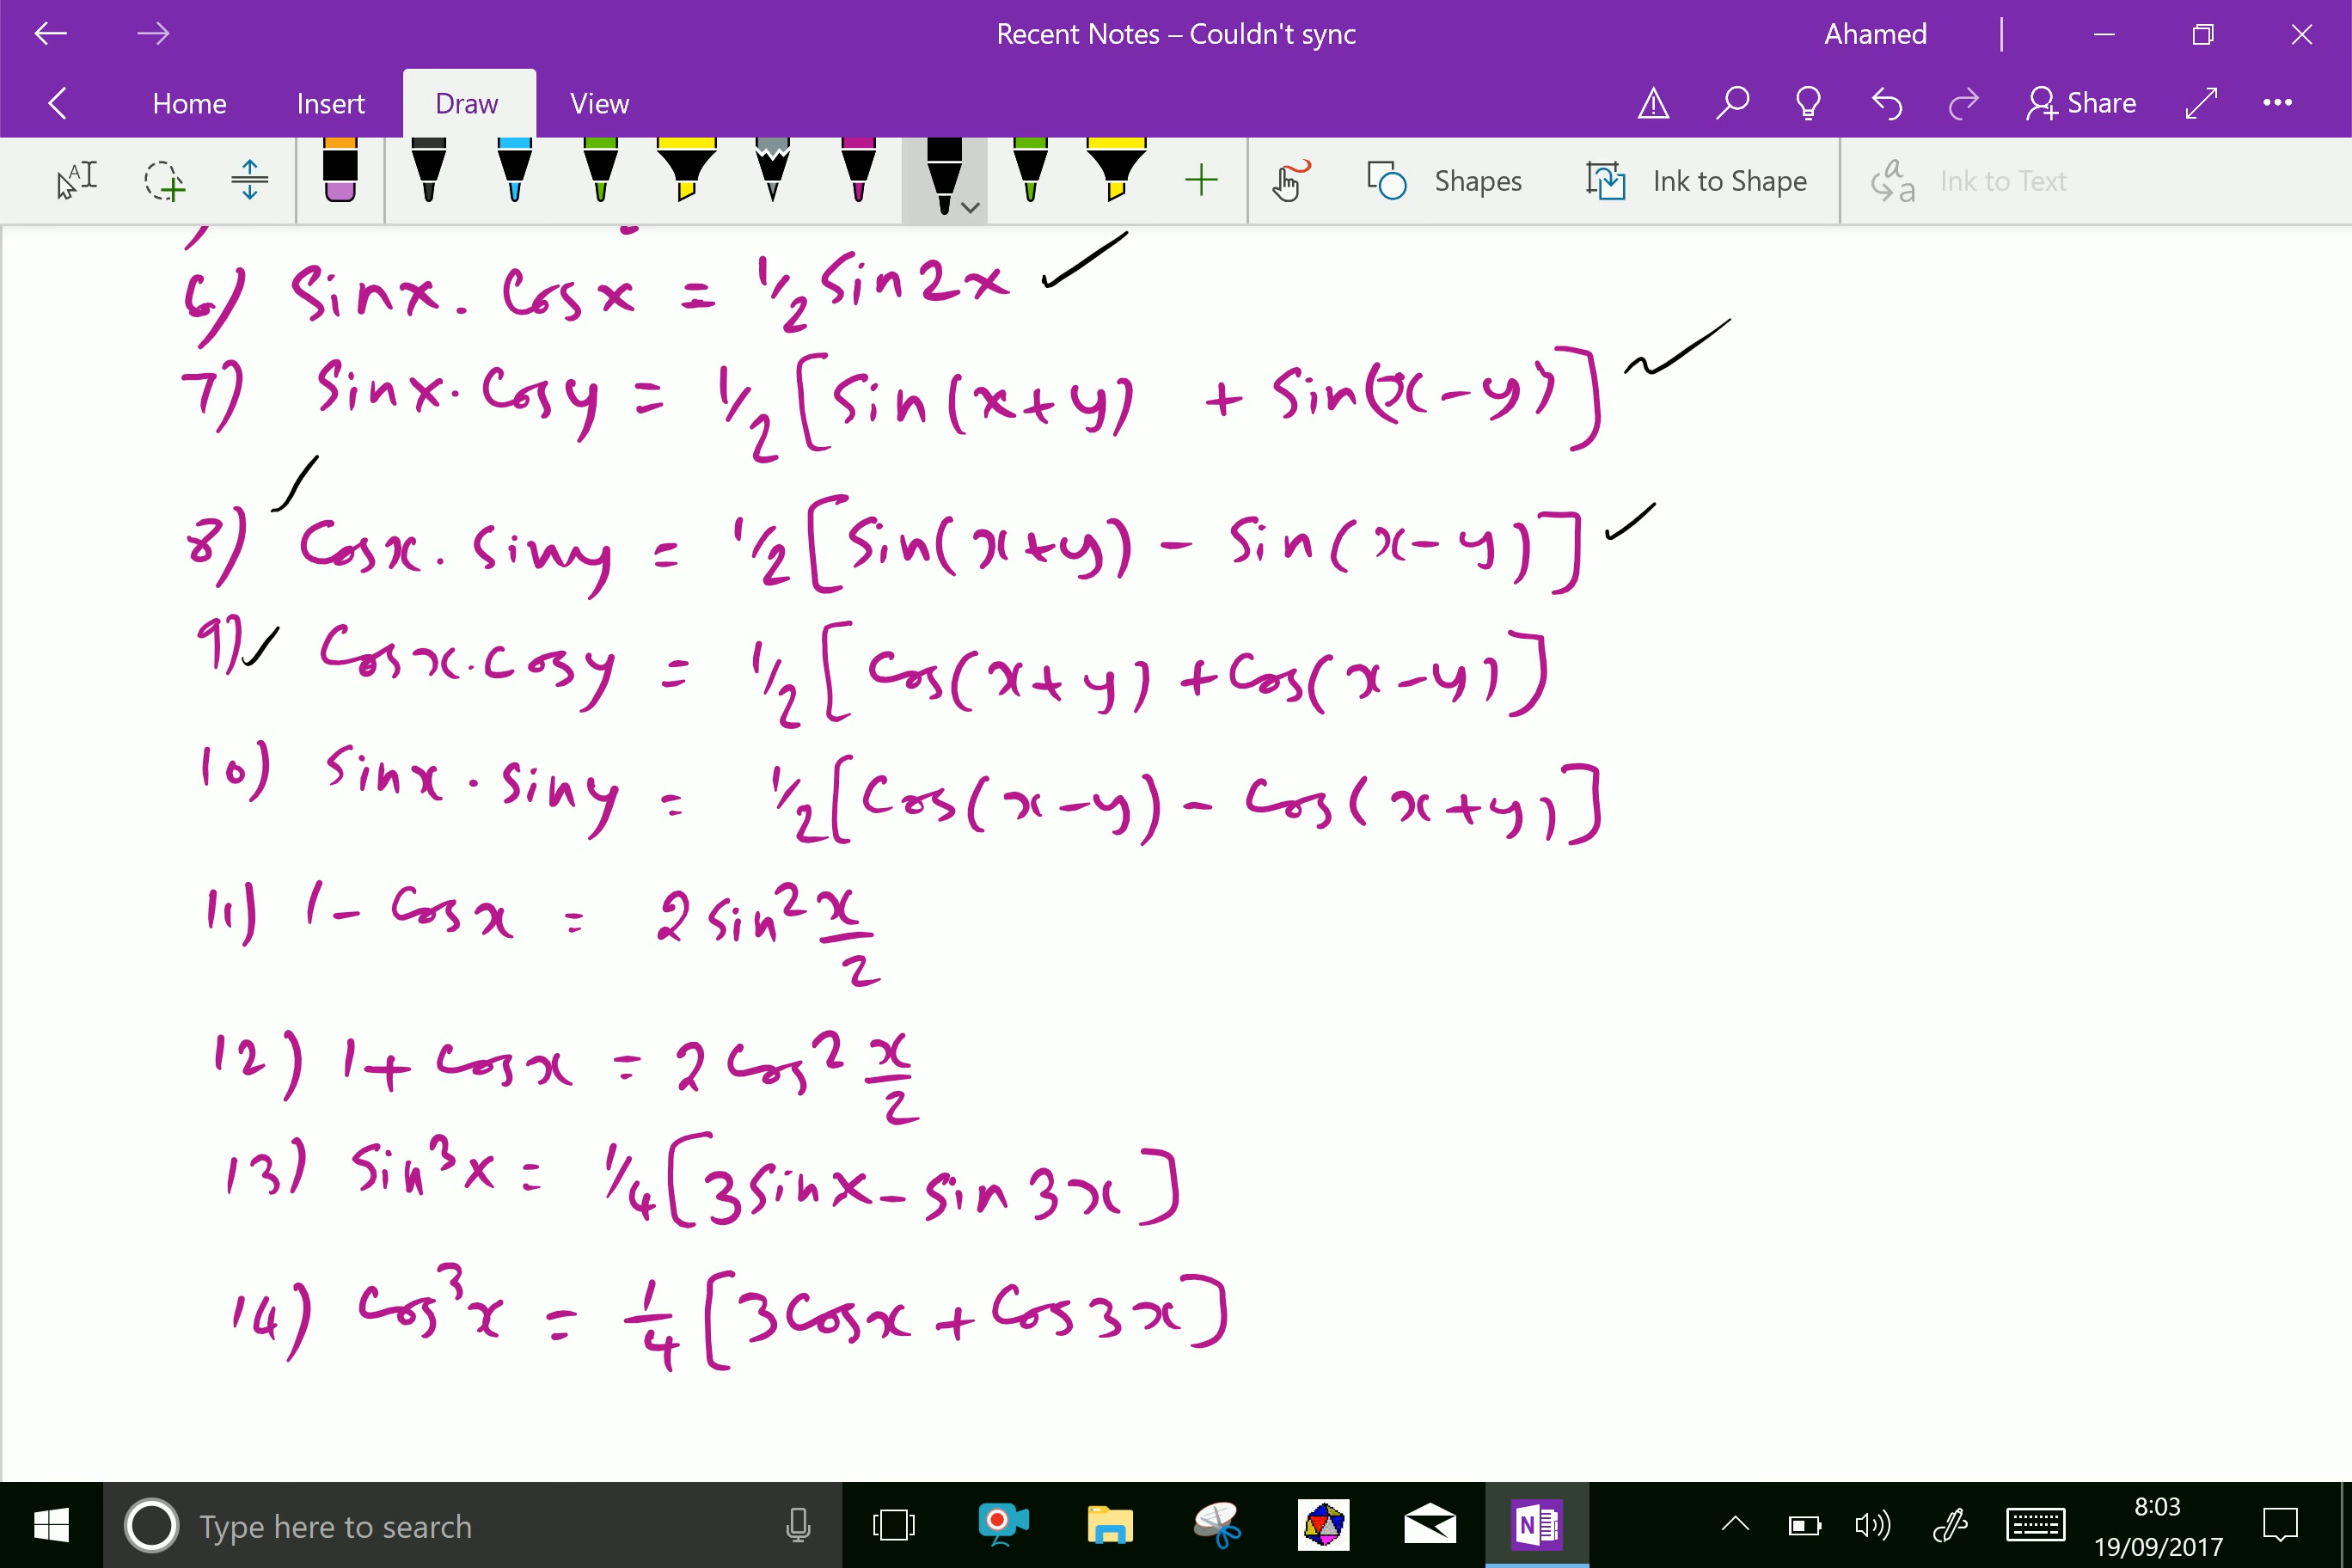 Recent Notes – Couldn't sync
Ahamed
Home Insert Draw View Share
Shapes Ink to Shape Ink to Text
6) Sinx . Cosx = 1/2 Sin2x
7) Sinx . Cosy = 1/2 [Sin(x+y) + Sin(x-y)]
8) Cosx . Siny = 1/2 [Sin(x+y) - Sin(x-y)]
9) Cosx . Cosy = 1/2 [Cos(x+y) + Cos(x-y)]
10) Sinx . Siny = 1/2 [Cos(x-y) - Cos(x+y)]
11) 1 - Cosx = 2 Sin² x/2
12) 1 + Cosx = 2 Cos² x/2
13) Sin³x = 1/4 [3Sinx - Sin3x]
14) Cos³x = 1/4 [3Cosx + Cos3x]
Type here to search
N
8:03
19/09/2017